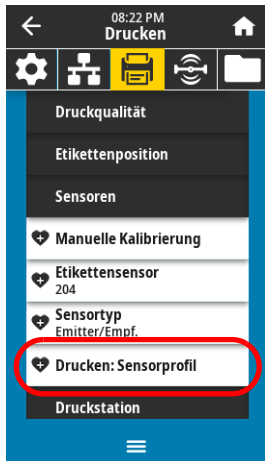 08:22 PM
Drucken
Druckqualität
Etikettenposition
Sensoren
Manuelle Kalibrierung
Etikettensensor
204
Sensortyp
Emitter/Empf.
Drucken: Sensorprofil
Druckstation